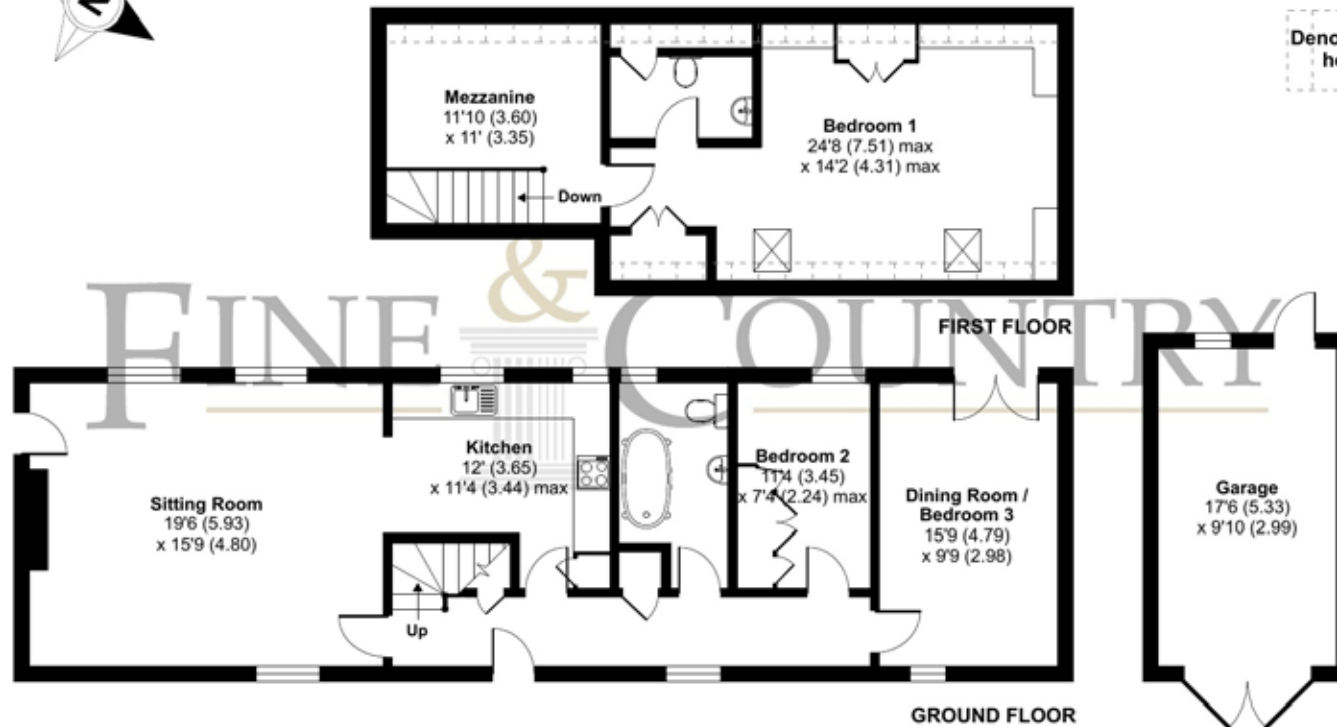 N
Deno
he
Mezzanine
11'10 (3.60)
x 11' (3.35)
Down
Bedroom 1
24'8 (7.51) max
x 14'2 (4.31) max
FINE & COUNTRY
FIRST FLOOR
Sitting Room
19'6 (5.93)
x 15'9 (4.80)
Kitchen
12' (3.65)
x 11'4 (3.44) max
Up
Bedroom 2
11'4 (3.45)
x 7'4 (2.24) max
Dining Room /
Bedroom 3
15'9 (4.79)
x 9'9 (2.98)
Garage
17'6 (5.33)
x 9'10 (2.99)
GROUND FLOOR